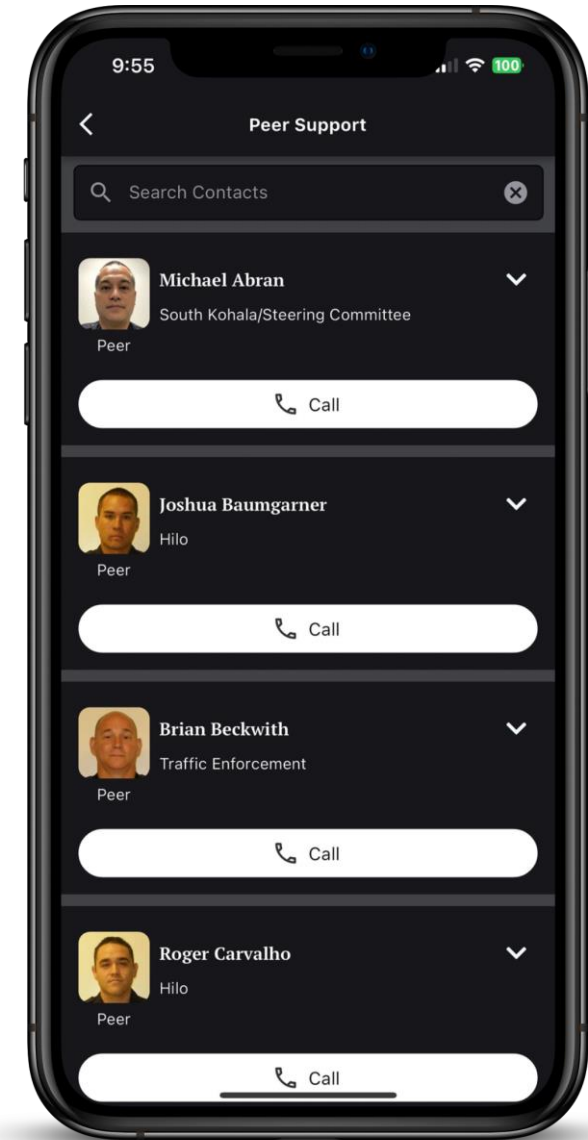 9:55
100
Peer Support
Search Contacts
Michael Abran
South Kohala/Steering Committee
Peer
Call
Joshua Baumgarner
Hilo
Peer
Call
Brian Beckwith
Traffic Enforcement
Peer
Call
Roger Carvalho
Hilo
Peer
Call